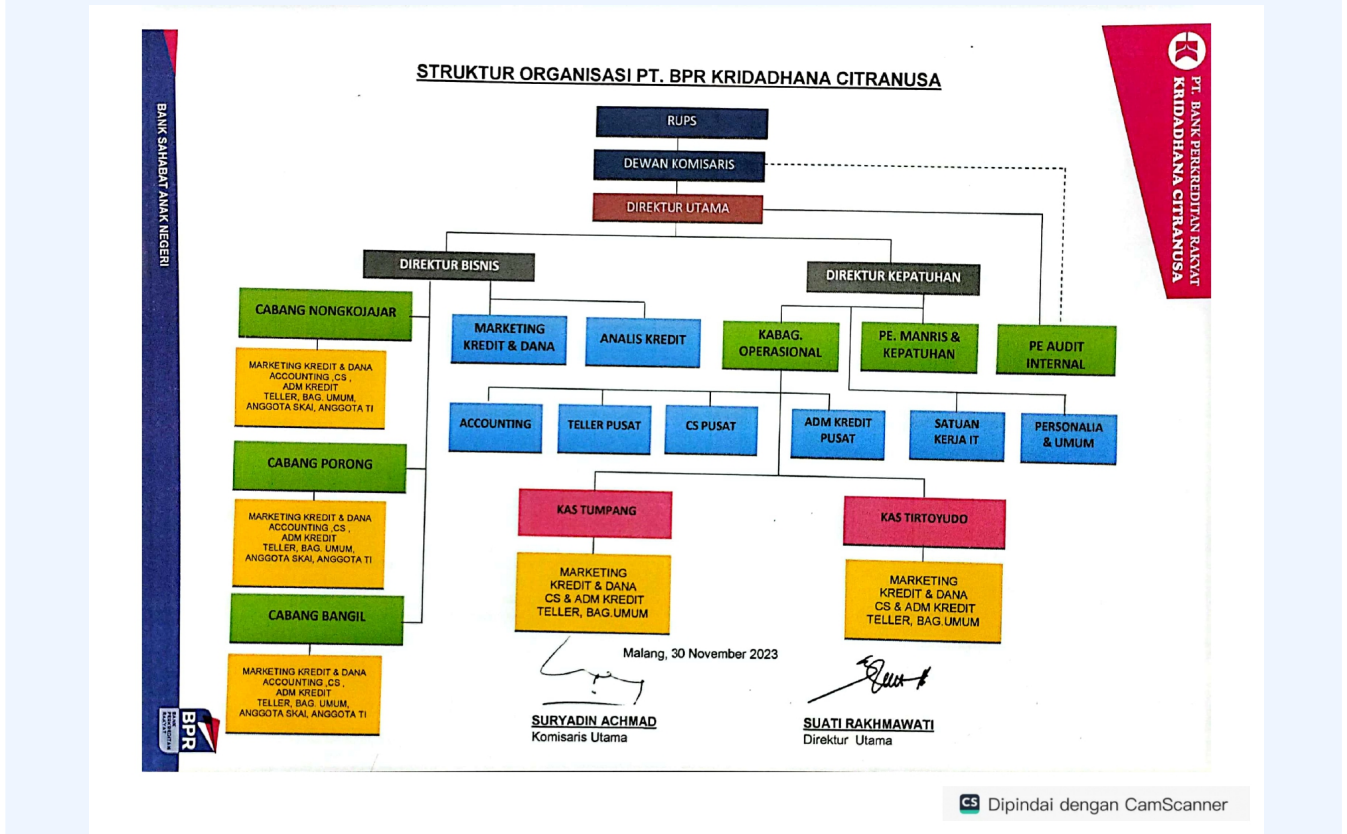 STRUKTUR ORGANISASI PT. BPR KRIDADHANA CITRANUSA
PT. BANK PERKREDITAN RAKYAT
KRIDADHANA CITRANUSA
BANK SAHABAT ANAK NEGERI
RUPS
DEWAN KOMISARIS
DIREKTUR UTAMA
DIREKTUR BISNIS
DIREKTUR KEPATUHAN
CABANG NONGKOJAJAR
MARKETING KREDIT & DANA
ACCOUNTING ,CS ,
ADM KREDIT
TELLER, BAG. UMUM,
ANGGOTA SKAI, ANGGOTA TI
CABANG PORONG
MARKETING KREDIT & DANA
ACCOUNTING ,CS ,
ADM KREDIT
TELLER, BAG. UMUM,
ANGGOTA SKAI, ANGGOTA TI
CABANG BANGIL
MARKETING KREDIT & DANA
ACCOUNTING ,CS ,
ADM KREDIT
TELLER, BAG. UMUM,
ANGGOTA SKAI, ANGGOTA TI
MARKETING
KREDIT & DANA
ANALIS KREDIT
KABAG.
OPERASIONAL
PE. MANRIS &
KEPATUHAN
PE AUDIT
INTERNAL
ACCOUNTING
TELLER PUSAT
CS PUSAT
ADM KREDIT
PUSAT
SATUAN
KERJA IT
PERSONALIA
& UMUM
KAS TUMPANG
MARKETING
KREDIT & DANA
CS & ADM KREDIT
TELLER, BAG.UMUM
KAS TIRTOYUDO
MARKETING
KREDIT & DANA
CS & ADM KREDIT
TELLER, BAG.UMUM
Malang, 30 November 2023
SURYADIN ACHMAD
Komisaris Utama
SUATI RAKHMAWATI
Direktur Utama
BPR
BANK
PERKREDITAN
RAKYAT
CS Dipindai dengan CamScanner